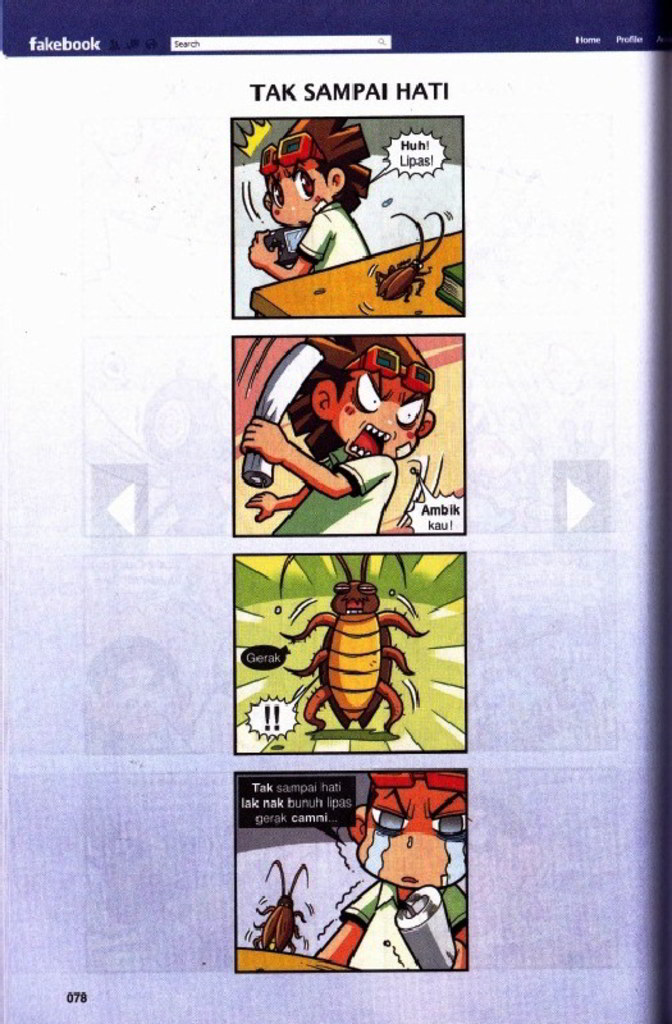 fakebook
Search
Home Profile
TAK SAMPAI HATI
Huh!
Lipas!
Ambik
kau!
Gerak
!!
Tak sampai hati
lak nak bunuh lipas
gerak camni...
078